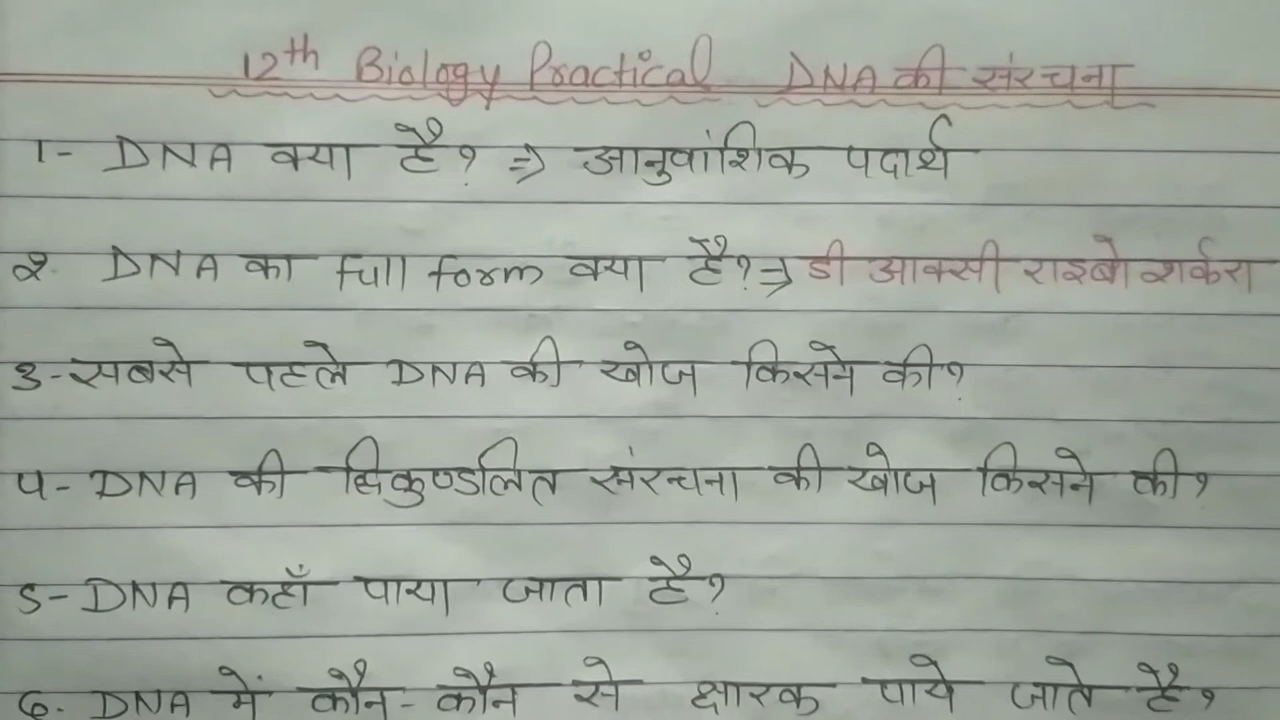 12th Biology Practical DNA की संरचना
1- DNA क्या है? ⇒ आनुवांशिक पदार्थ
2. DNA का full form क्या है? ⇒ डी आक्सी राइबो शर्करा
3- सबसे पहले DNA की खोज किसने की?
4- DNA की द्विकुण्डलित संरचना की खोज किसने की?
5- DNA कहाँ पाया जाता है?
6. DNA में कौन-कौन से क्षारक पाये जाते है?